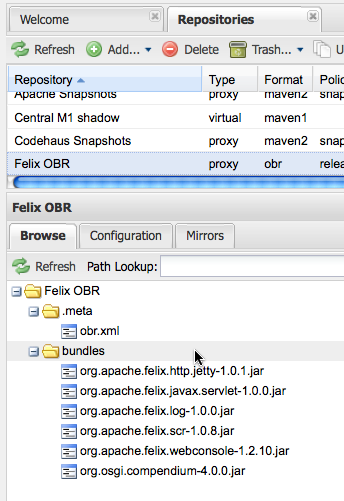 Welcome Repositories
Refresh Add... Delete Trash... U
Repository Type Format Polic
Apache Snapshots proxy maven2 snap
Central M1 shadow virtual maven1
Codehaus Snapshots proxy maven2 snap
Felix OBR proxy obr relea
Felix OBR
Browse Configuration Mirrors
Refresh Path Lookup:
Felix OBR
.meta
obr.xml
bundles
org.apache.felix.http.jetty-1.0.1.jar
org.apache.felix.javax.servlet-1.0.0.jar
org.apache.felix.log-1.0.0.jar
org.apache.felix.scr-1.0.8.jar
org.apache.felix.webconsole-1.2.10.jar
org.osgi.compendium-4.0.0.jar